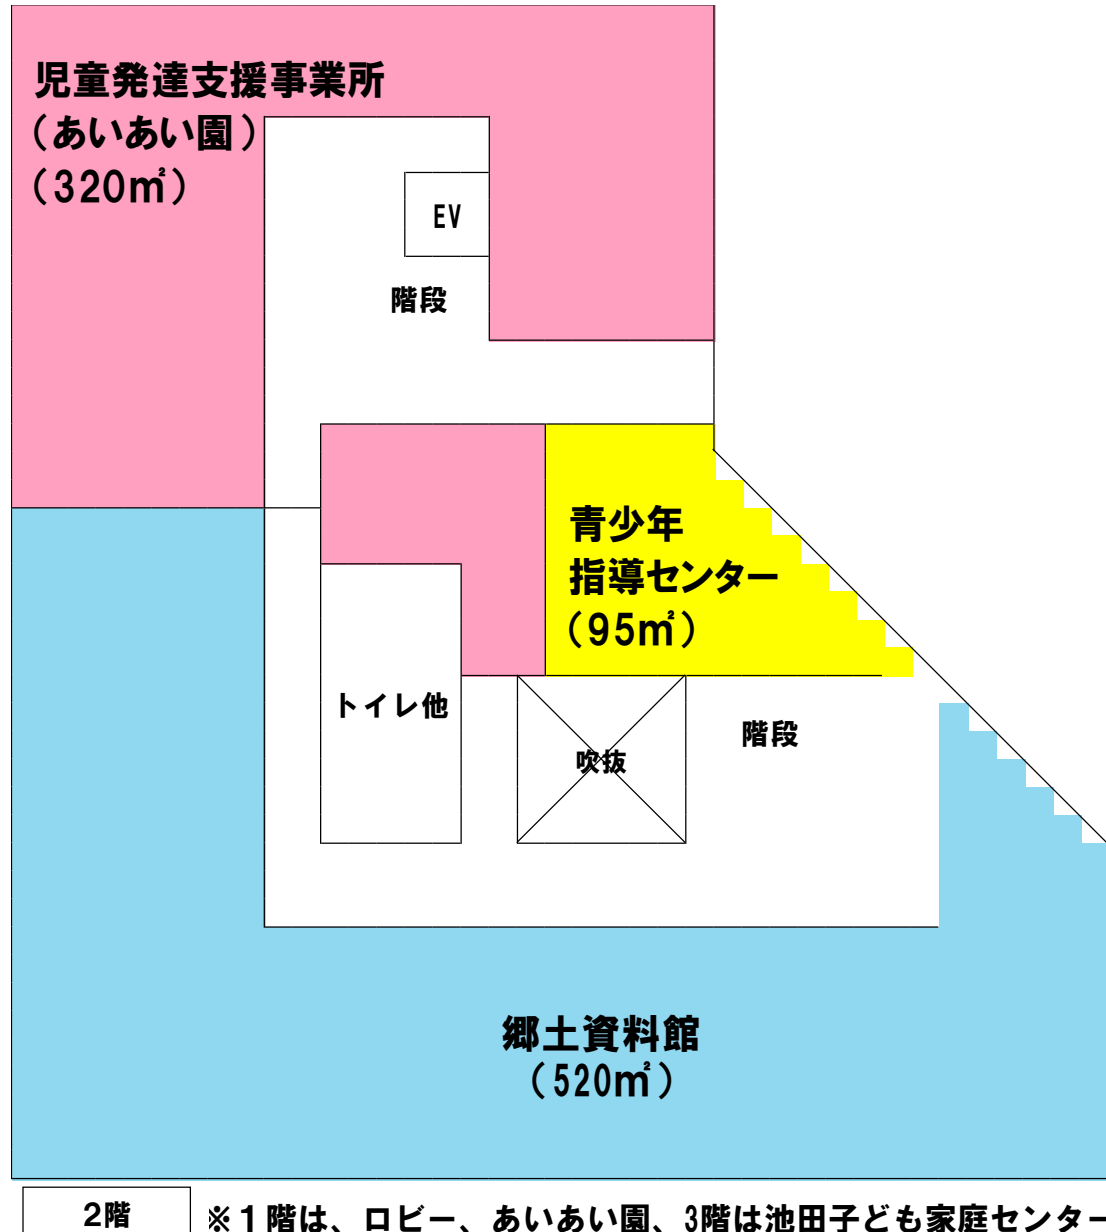 児童発達支援事業所
（あいあい園）
（320㎡）
EV
階段
青少年
指導センター
（95㎡）
トイレ他
吹抜
階段
郷土資料館
（520㎡）
2階
※１階は、ロビー、あいあい園、3階は池田子ども家庭センター